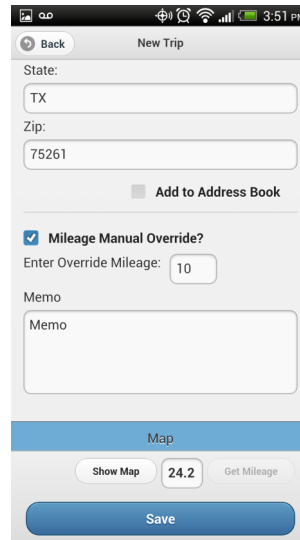 3:51 PM
Back
New Trip
State:
TX
Zip:
75261
Add to Address Book
Mileage Manual Override?
Enter Override Mileage:
10
Memo
Memo
Map
Show Map
24.2
Get Mileage
Save